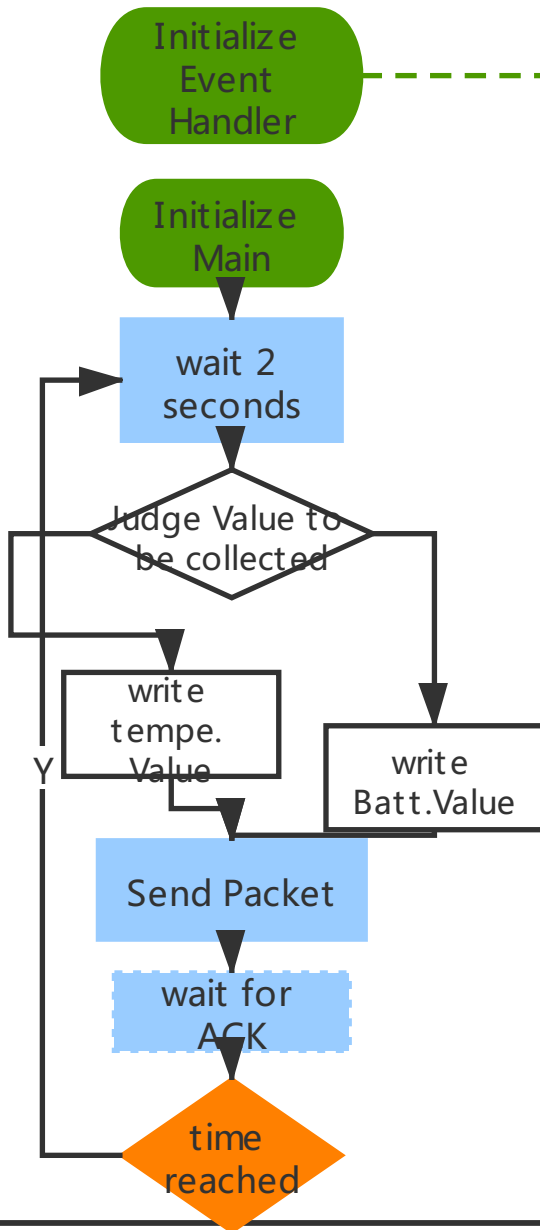 Initialize
Event
Handler
Initialize
Main
wait 2
seconds
Judge Value to
be collected
write
tempe.
Value
write
Batt.Value
Y
Send Packet
wait for
ACK
time
reached